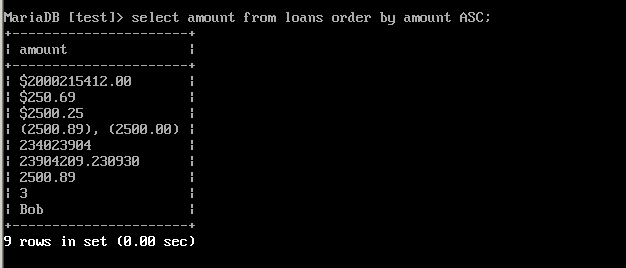 MariaDB [test]> select amount from loans order by amount ASC;
+----------------------+
| amount               |
+----------------------+
| $2000215412.00       |
| $250.69              |
| $2500.25             |
| (2500.89), (2500.00) |
| 234023904            |
| 23904209.230930      |
| 2500.89              |
| 3                    |
| Bob                  |
+----------------------+
9 rows in set (0.00 sec)